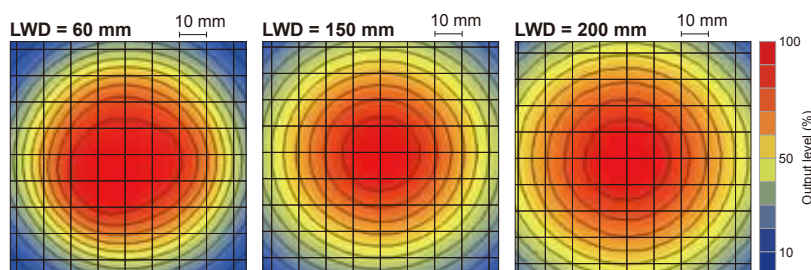 LWD = 60 mm
10 mm
LWD = 150 mm
10 mm
LWD = 200 mm
10 mm
100
50
10
Output level (%)